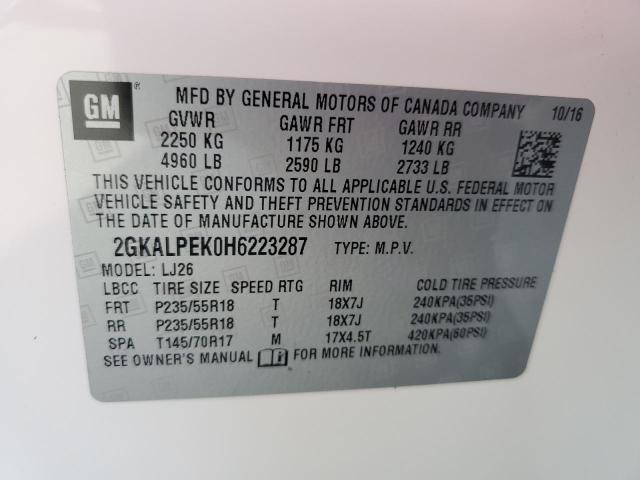 GM ® MFD BY GENERAL MOTORS OF CANADA COMPANY 10/16
GVWR GAWR FRT GAWR RR
2250 KG 1175 KG 1240 KG
4960 LB 2590 LB 2733 LB
THIS VEHICLE CONFORMS TO ALL APPLICABLE U.S. FEDERAL MOTOR
VEHICLE SAFETY AND THEFT PREVENTION STANDARDS IN EFFECT ON
THE DATE OF MANUFACTURE SHOWN ABOVE.
2GKALPEK0H6223287 TYPE: M.P.V.
MODEL: LJ26
LBCC TIRE SIZE SPEED RTG RIM COLD TIRE PRESSURE
FRT P235/55R18 T 18X7J 240KPA(35PSI)
RR P235/55R18 T 18X7J 240KPA(35PSI)
SPA T145/70R17 M 17X4.5T 420KPA(60PSI)
SEE OWNER'S MANUAL FOR MORE INFORMATION.